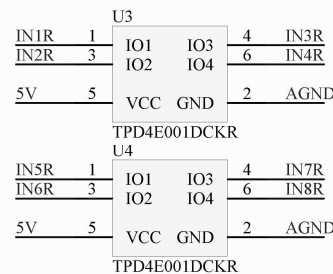 U3
IN1R 1 IO1 IO3 4 IN3R
IN2R 3 IO2 IO4 6 IN4R
5V 5 VCC GND 2 AGND
TPD4E001DCKR
U4
IN5R 1 IO1 IO3 4 IN7R
IN6R 3 IO2 IO4 6 IN8R
5V 5 VCC GND 2 AGND
TPD4E001DCKR